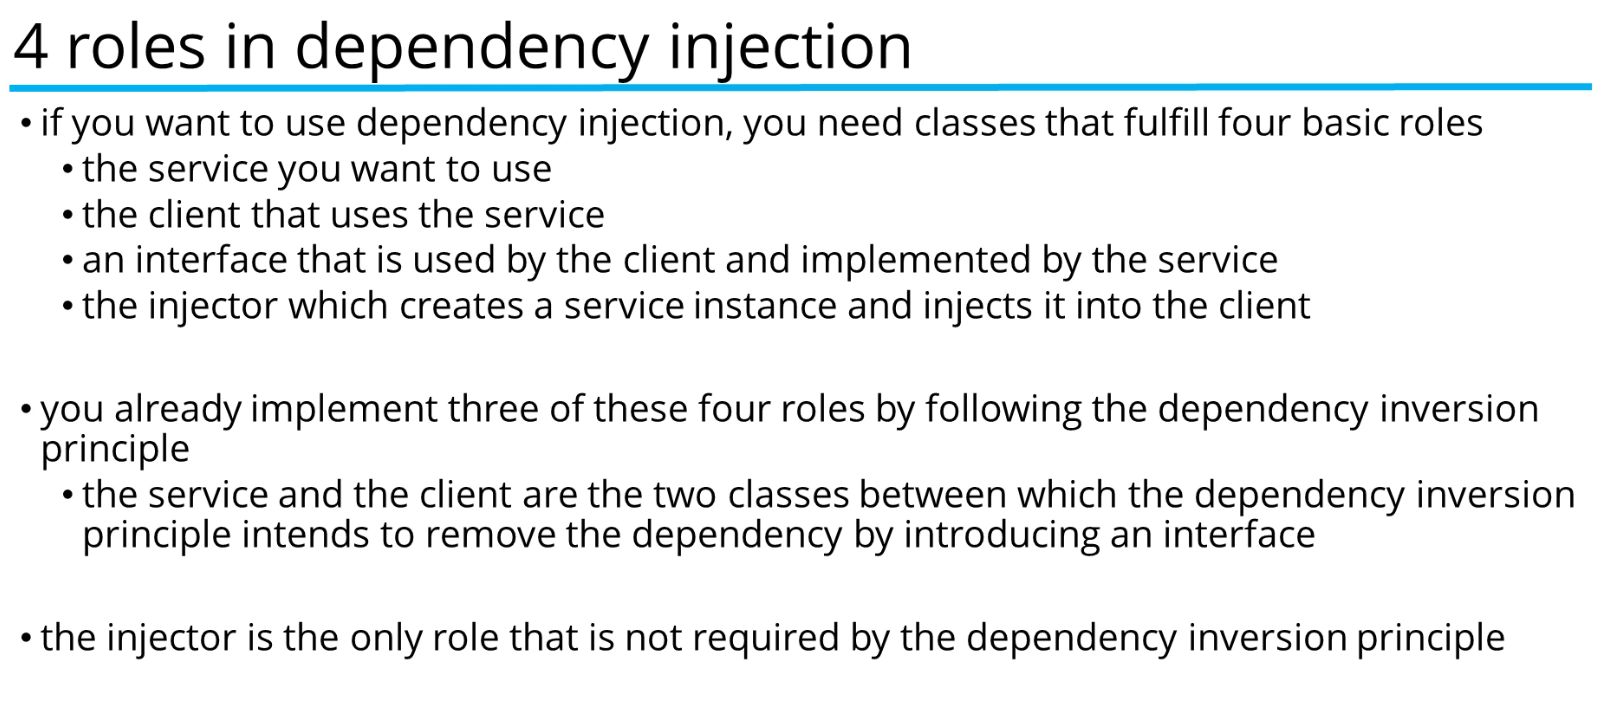 4 roles in dependency injection
• if you want to use dependency injection, you need classes that fulfill four basic roles
• the service you want to use
• the client that uses the service
• an interface that is used by the client and implemented by the service
• the injector which creates a service instance and injects it into the client
• you already implement three of these four roles by following the dependency inversion
principle
• the service and the client are the two classes between which the dependency inversion
principle intends to remove the dependency by introducing an interface
• the injector is the only role that is not required by the dependency inversion principle